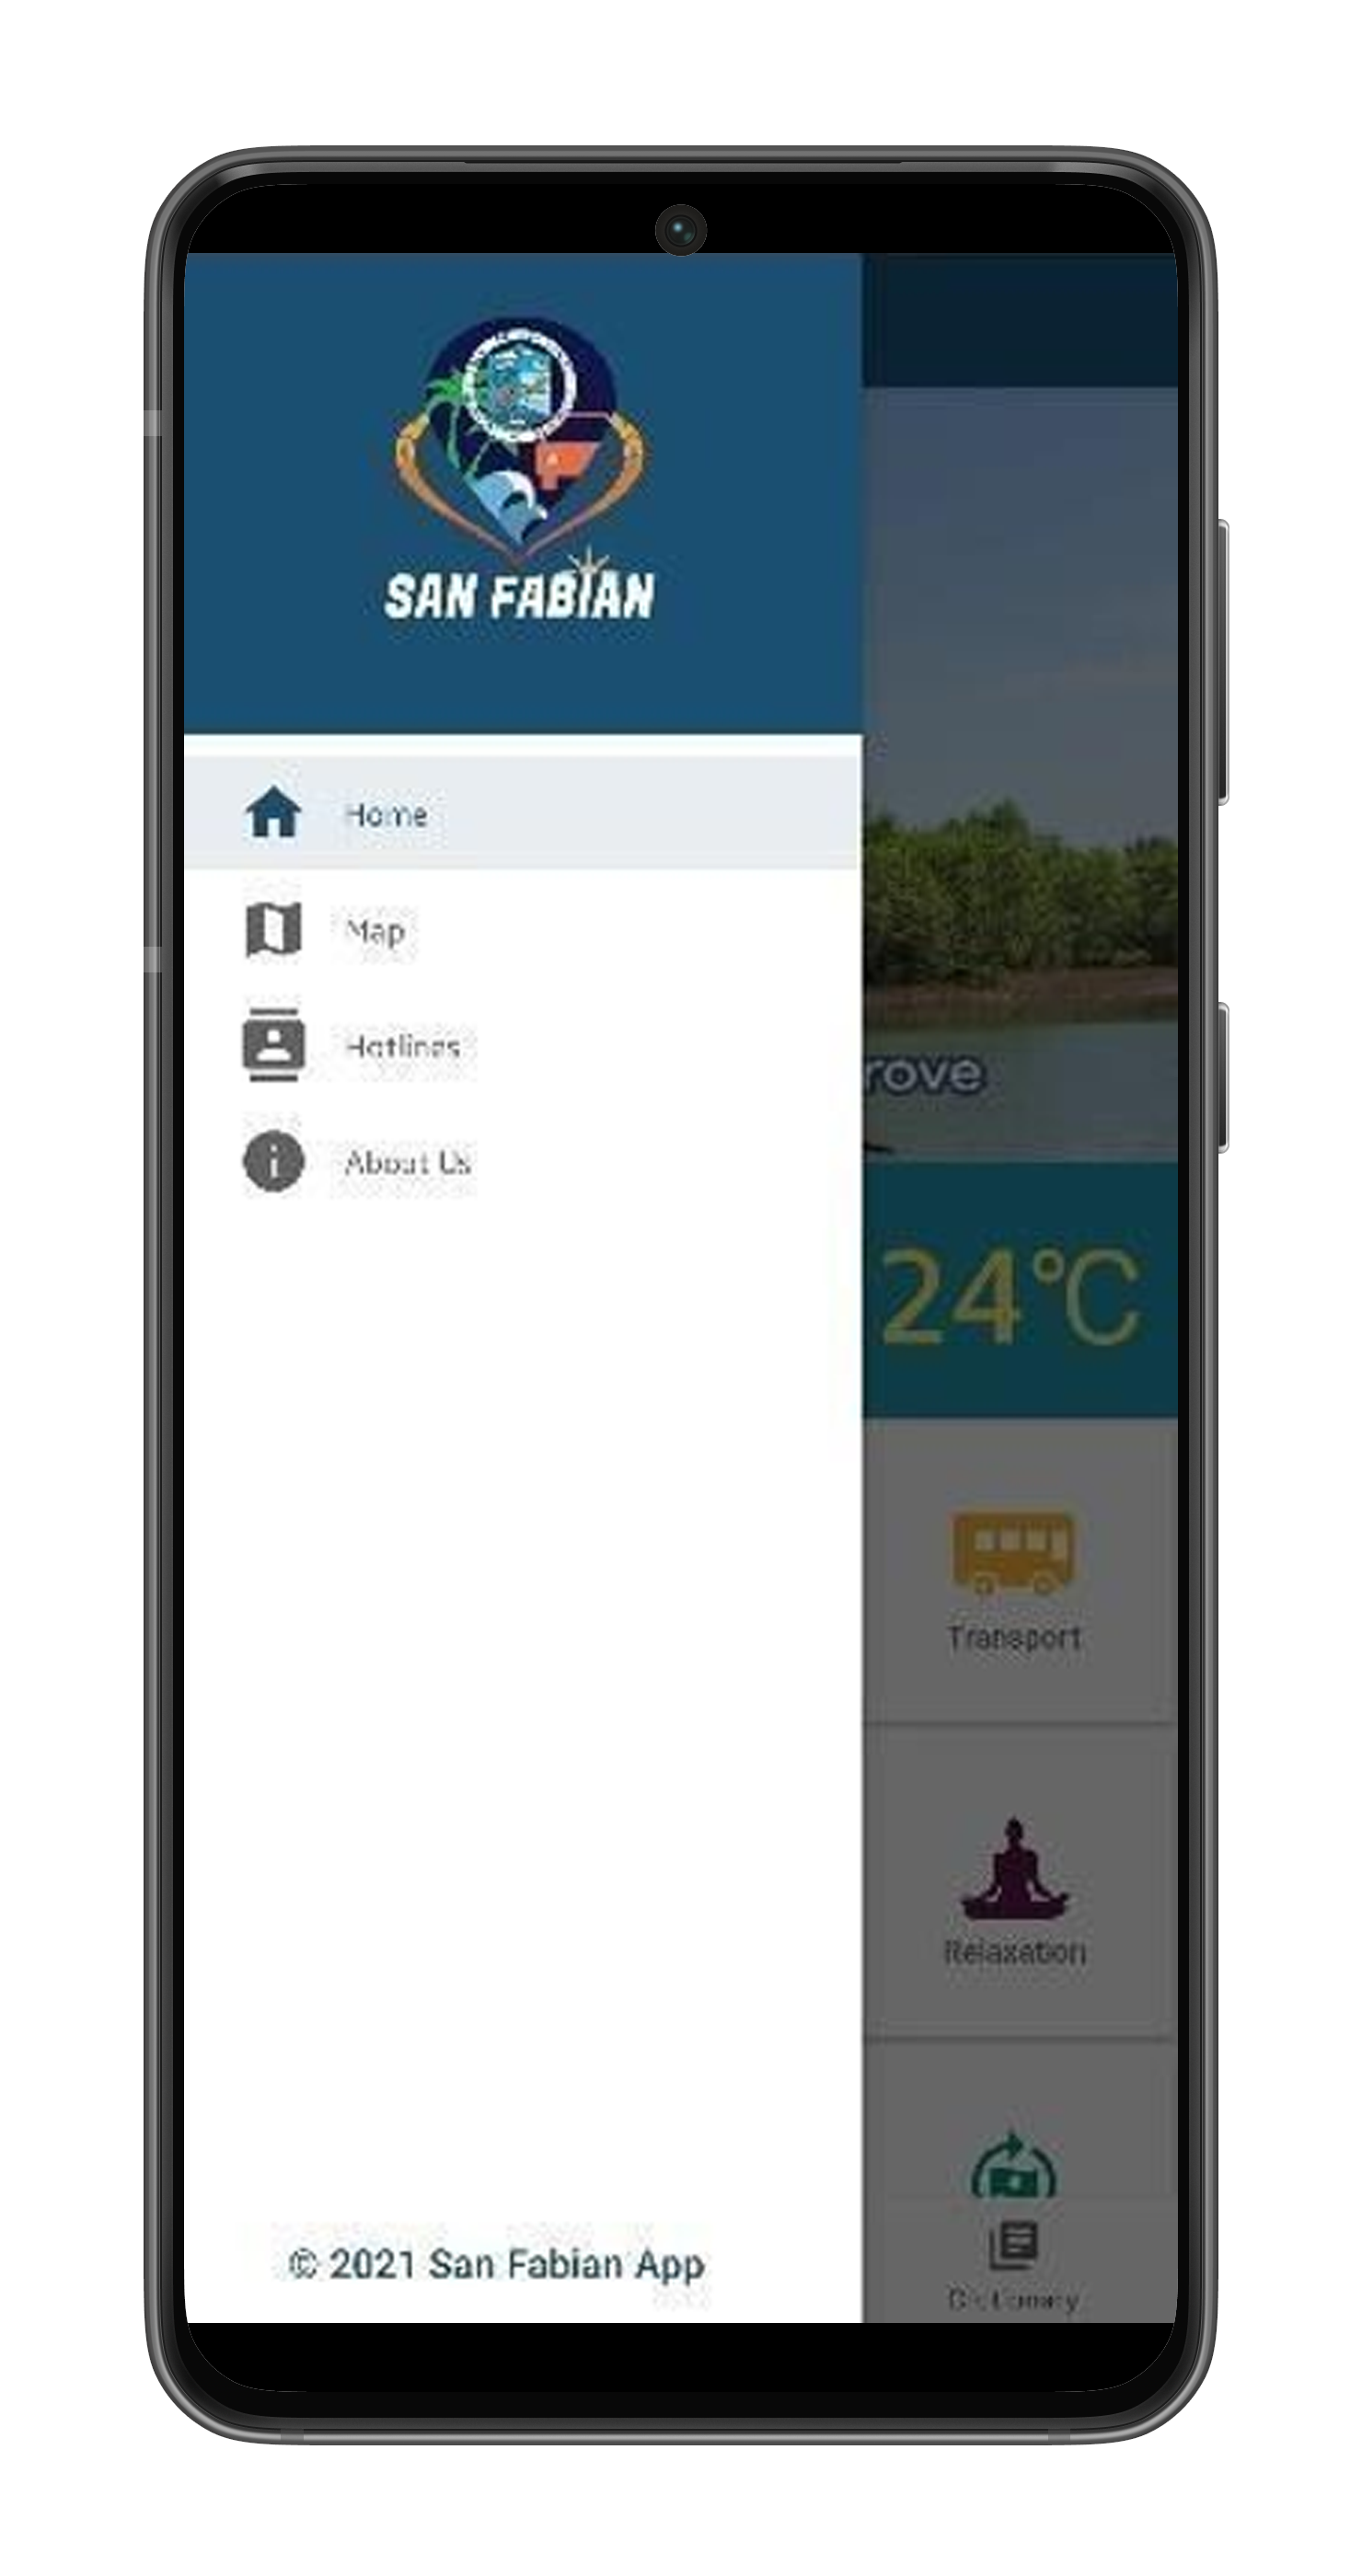 SAN FABIAN
Home
Map
Hotlines
About Us
rove
24°C
Transport
Relaxation
Dictionary
© 2021 San Fabian App